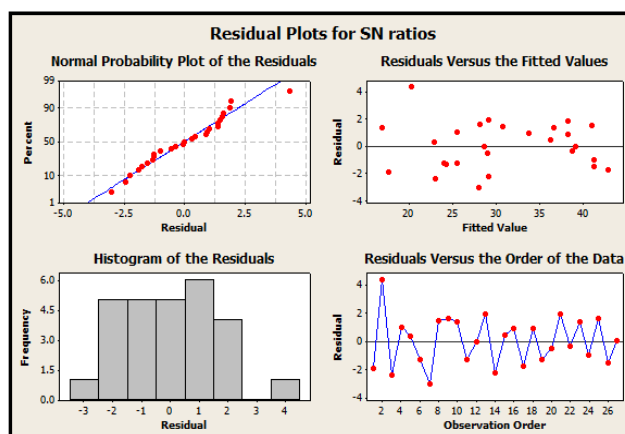 Residual Plots for SN ratios
Normal Probability Plot of the Residuals
99
90
50
10
1
Percent
-5.0 -2.5 0.0 2.5 5.0
Residual
Residuals Versus the Fitted Values
4
2
0
-2
-4
Residual
20 25 30 35 40
Fitted Value
Histogram of the Residuals
6.0
4.5
3.0
1.5
0.0
Frequency
-3 -2 -1 0 1 2 3 4
Residual
Residuals Versus the Order of the Data
4
2
0
-2
-4
Residual
2 4 6 8 10 12 14 16 18 20 22 24 26
Observation Order